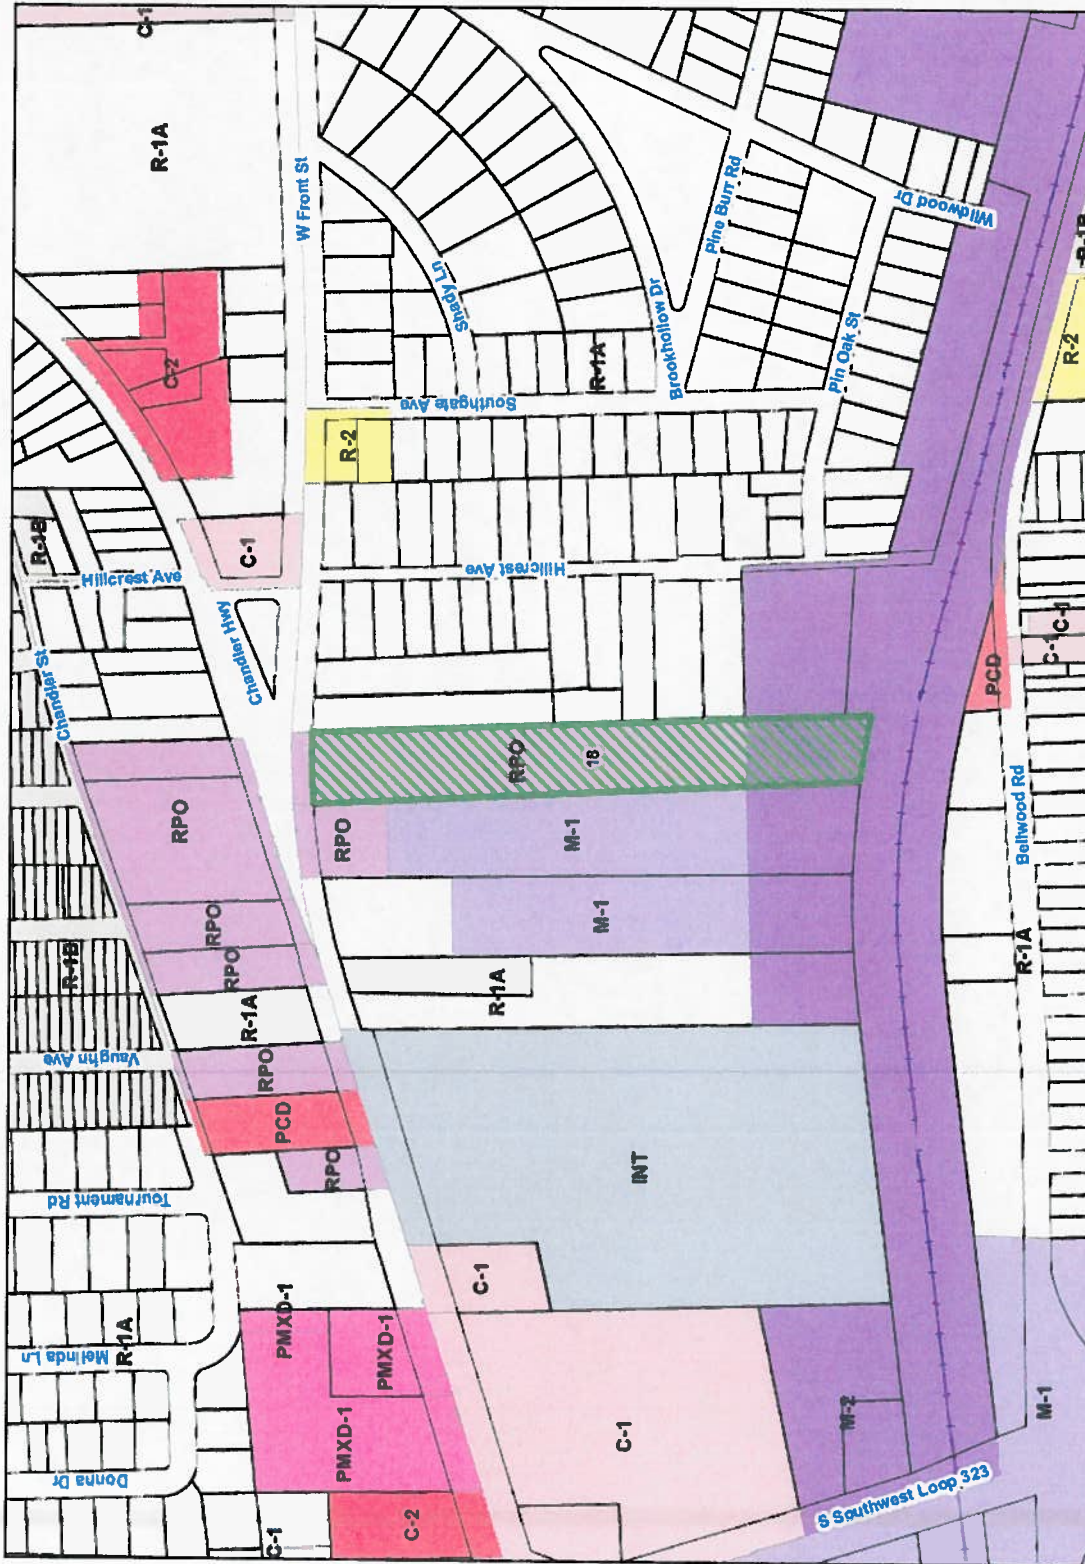 C-1
R-1A
W Front St
C-2
Shady Ln
R-1A
Brookhollow Dr
Pine Burr Rd
Wildwood Dr
Pin Oak St
R-1B
R-2
Southgate Ave
R-2
R-1B
Hillcrest Ave
C-1
Hillcrest Ave
Chandler St
Chandler Hwy
PCD
C-1
C-1
RPO
RPO
18
RPO
M-1
Bellwood Rd
RPO
M-1
R-1B
RPO
R-1A
R-1A
R-1A
Vaughn Ave
RPO
PCD
RPO
INT
Tournament Rd
C-1
PMXD-1
PMXD-1
Melinda Ln
R-1A
PMXD-1
C-1
M-2
M-1
Donna Dr
C-1
C-2
S Southwest Loop 323